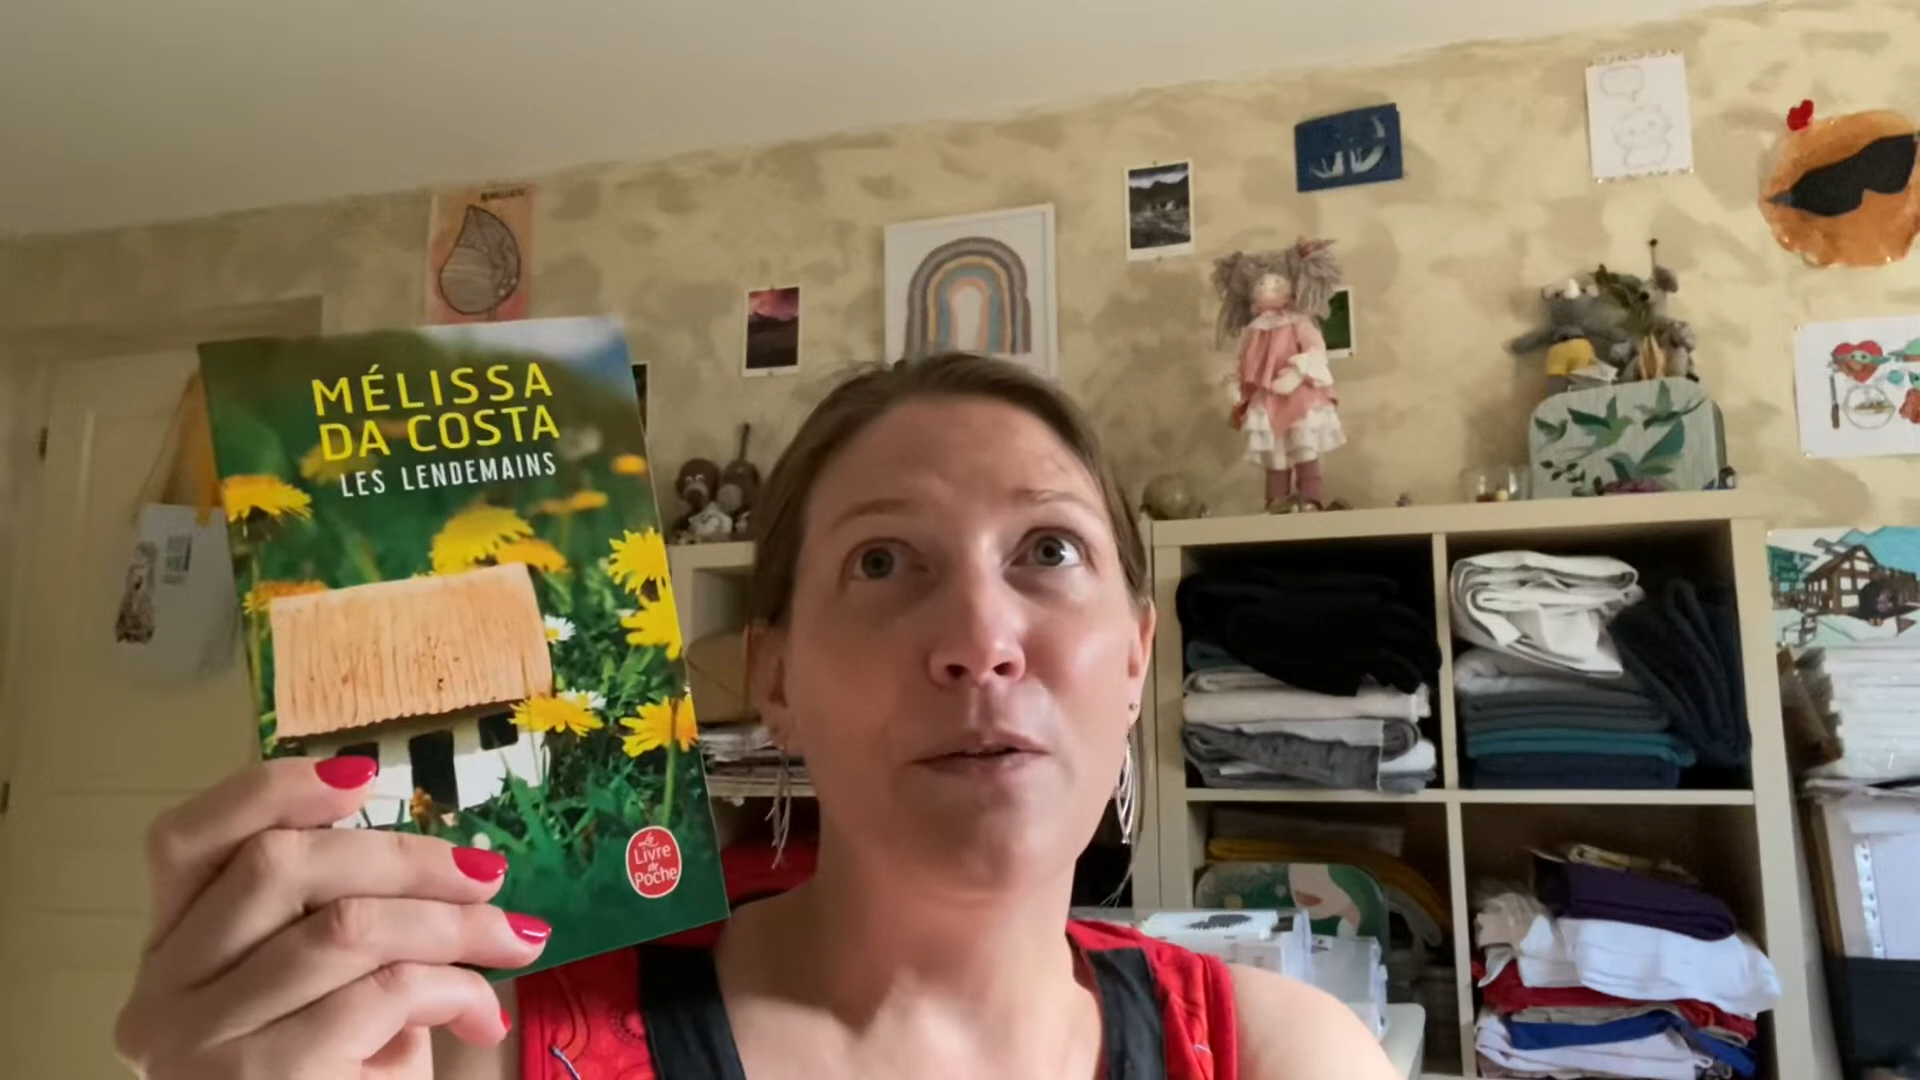 MÉLISSA
DA COSTA
LES LENDEMAINS
Le
Livre
de
Poche